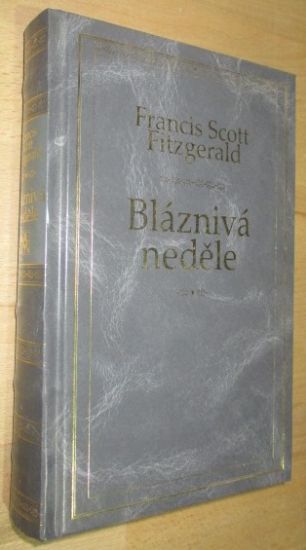 Francis Scott
Fitzgerald
Bláznivá
neděle